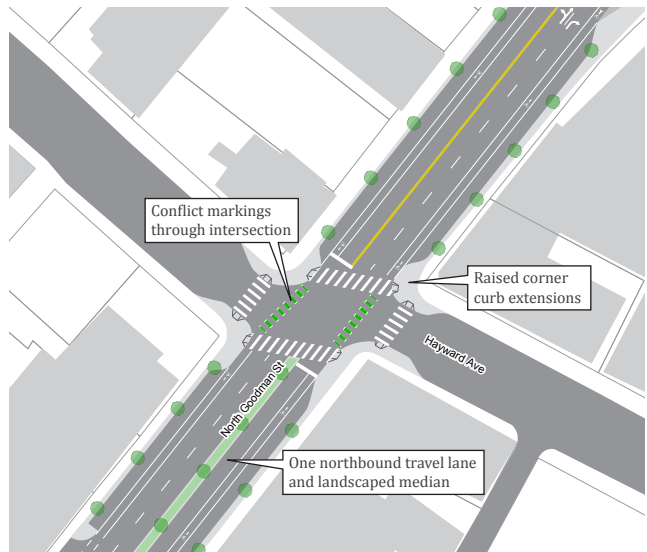 Conflict markings
through intersection
Raised corner
curb extensions
Hayward Ave
North Goodman St
One northbound travel lane
and landscaped median